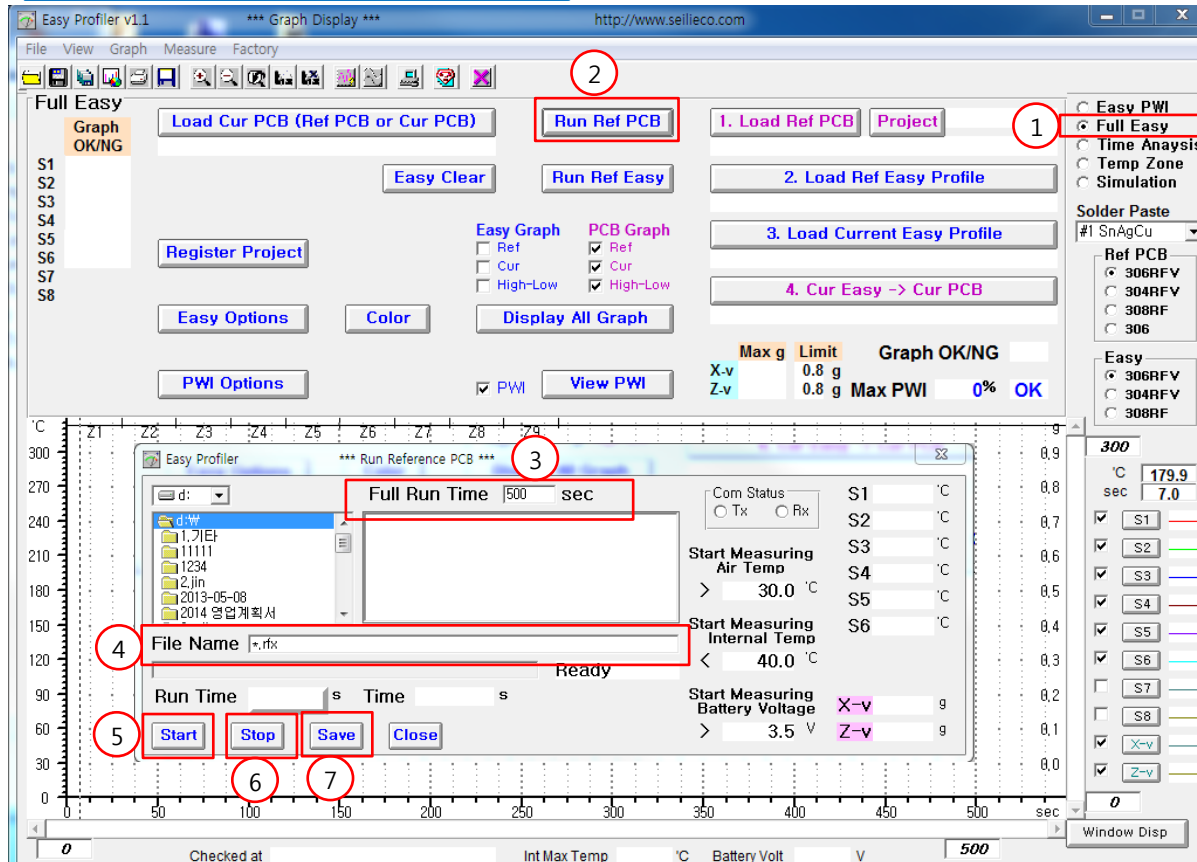 Easy Profiler v1.1 *** Graph Display *** http://www.seilieco.com
File View Graph Measure Factory
Full Easy
Graph
OK/NG
S1
S2
S3
S4
S5
S6
S7
S8
Load Cur PCB (Ref PCB or Cur PCB)
2
Run Ref PCB
1. Load Ref PCB
Project
Easy Clear
Run Ref Easy
2. Load Ref Easy Profile
Easy Graph
Ref
Cur
High-Low
PCB Graph
Ref
Cur
High-Low
3. Load Current Easy Profile
Register Project
4. Cur Easy -> Cur PCB
Easy Options
Color
Display All Graph
Max g Limit Graph OK/NG
X-v 0.8 g
Z-v 0.8 g Max PWI 0% OK
PWI Options
PWI
View PWI
1
Easy PWI
Full Easy
Time Anaysis
Temp Zone
Simulation
Solder Paste
#1 SnAgCu
Ref PCB
306RFV
304RFV
308RF
306
Easy
306RFV
304RFV
308RF
'C
300
270
240
210
180
150
120
90
60
30
0
Z1 Z2 Z3 Z4 Z5 Z6 Z7 Z8 Z9
g
0,9
0,8
0,7
0,6
0,5
0,4
0,3
0,2
0,1
0,0
Easy Profiler *** Run Reference PCB ***
3
d:
Full Run Time 500 sec
d:₩
1,기타
11111
1234
2,jin
2013-05-08
2014 영업계획서
4
File Name *,rfx
Ready
Run Time s Time s
5
Start
Stop
Save
Close
6
7
Com Status
Tx Rx
Start Measuring
Air Temp
> 30.0 'C
Start Measuring
Internal Temp
< 40.0 'C
Start Measuring
Battery Voltage
> 3.5 V
S1 'C
S2 'C
S3 'C
S4 'C
S5 'C
S6 'C
X-v g
Z-v g
0 50 100 150 200 250 300 350 400 450 500 sec
300
'C 179.9
sec 7.0
S1
S2
S3
S4
S5
S6
S7
S8
X-v
Z-v
0
Window Disp
0
500
Checked at Int Max Temp 'C Battery Volt V